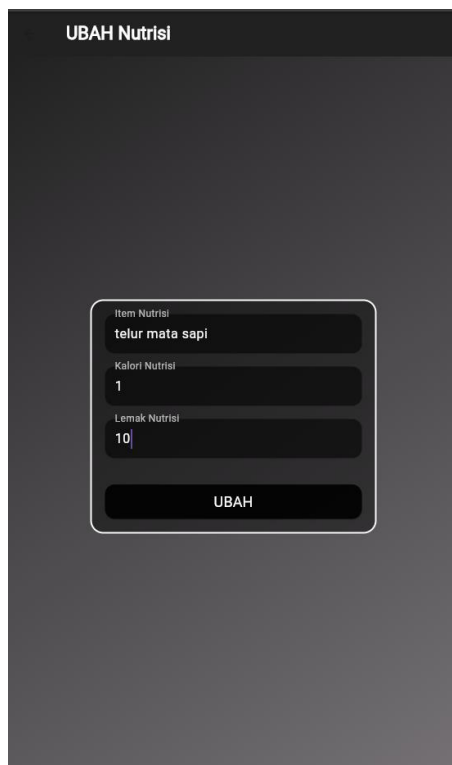 UBAH Nutrisi
Item Nutrisi
telur mata sapi
Kalori Nutrisi
1
Lemak Nutrisi
10
UBAH